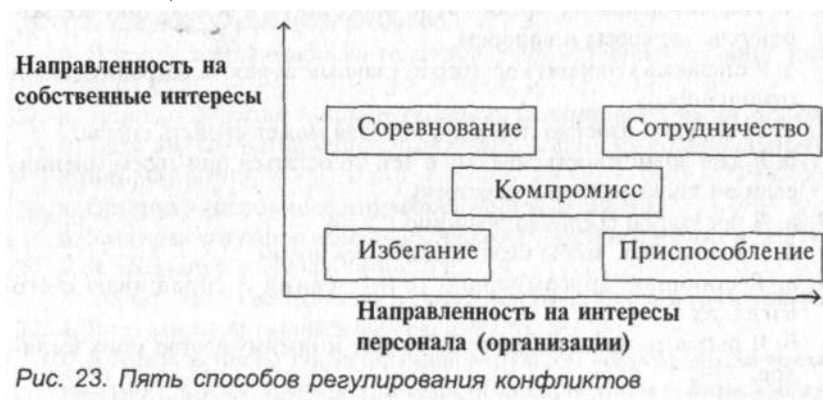 Направленность на
собственные интересы
Соревнование
Сотрудничество
Компромисс
Избегание
Приспособление
Направленность на интересы
персонала (организации)
Рис. 23. Пять способов регулирования конфликтов